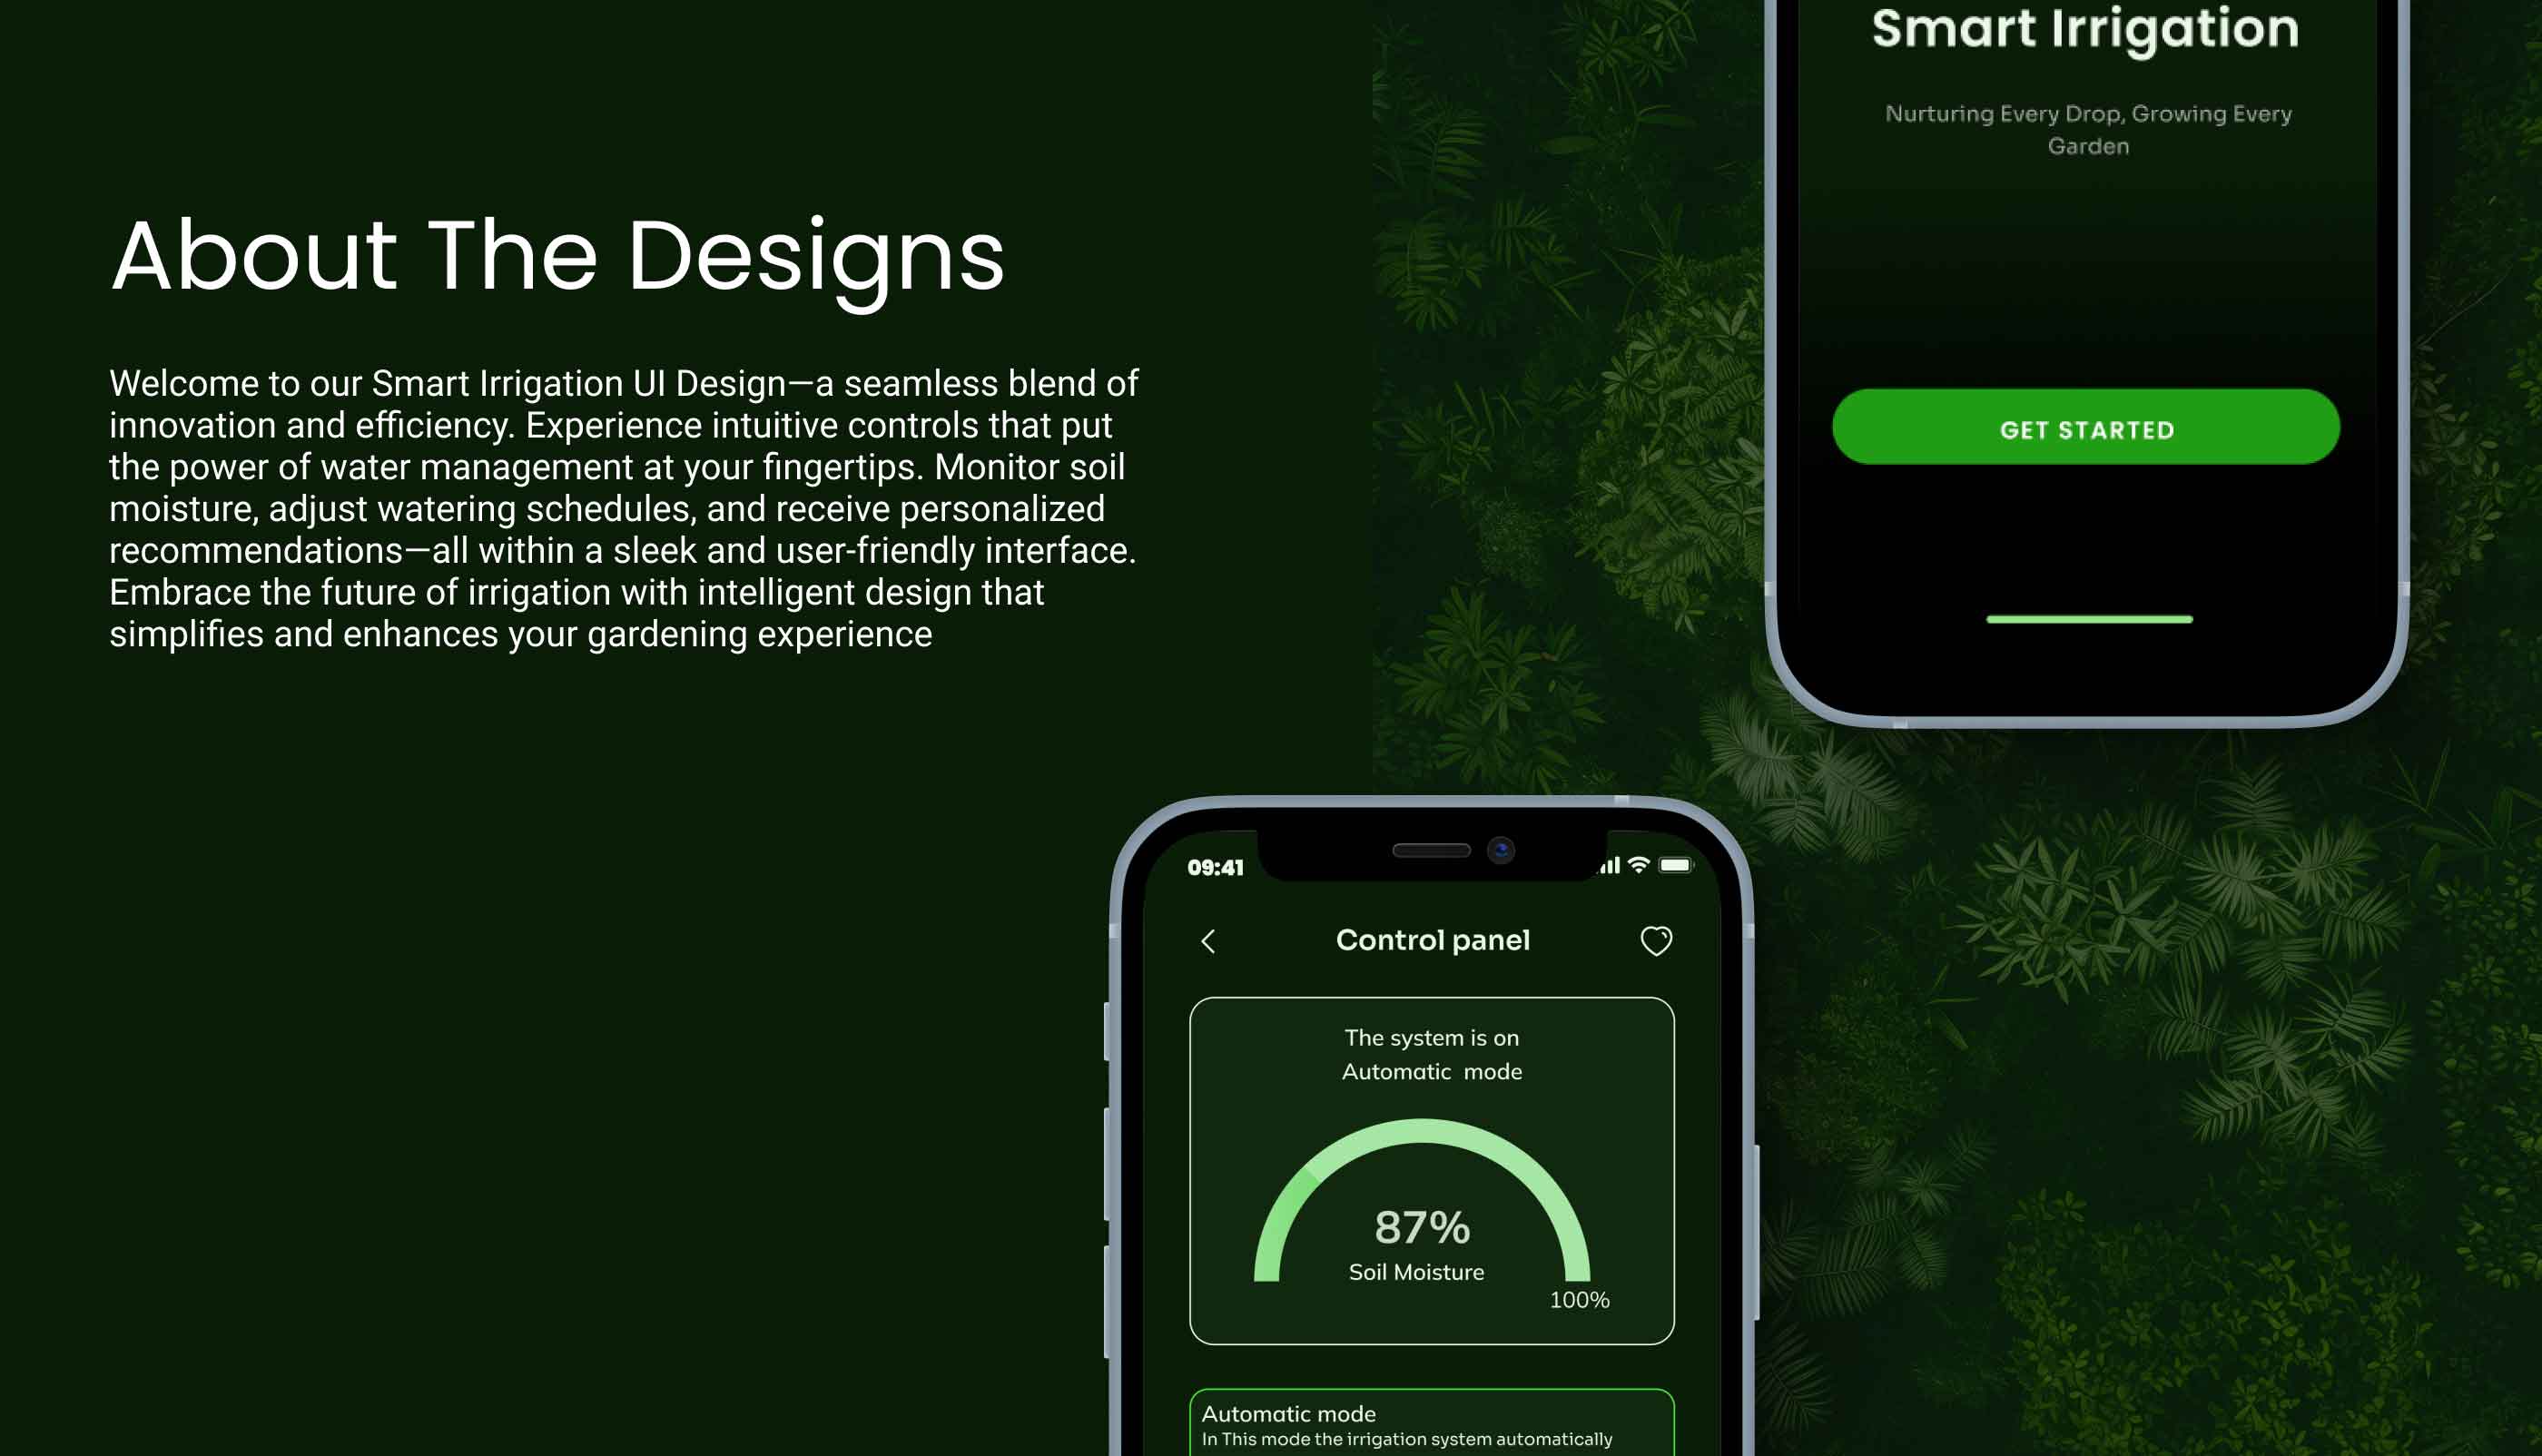 Smart Irrigation
Nurturing Every Drop, Growing Every
Garden
GET STARTED
About The Designs
Welcome to our Smart Irrigation UI Design—a seamless blend of
innovation and efficiency. Experience intuitive controls that put
the power of water management at your fingertips. Monitor soil
moisture, adjust watering schedules, and receive personalized
recommendations—all within a sleek and user-friendly interface.
Embrace the future of irrigation with intelligent design that
simplifies and enhances your gardening experience
09:41
Control panel
The system is on
Automatic  mode
87%
Soil Moisture
100%
Automatic mode
In This mode the irrigation system automatically